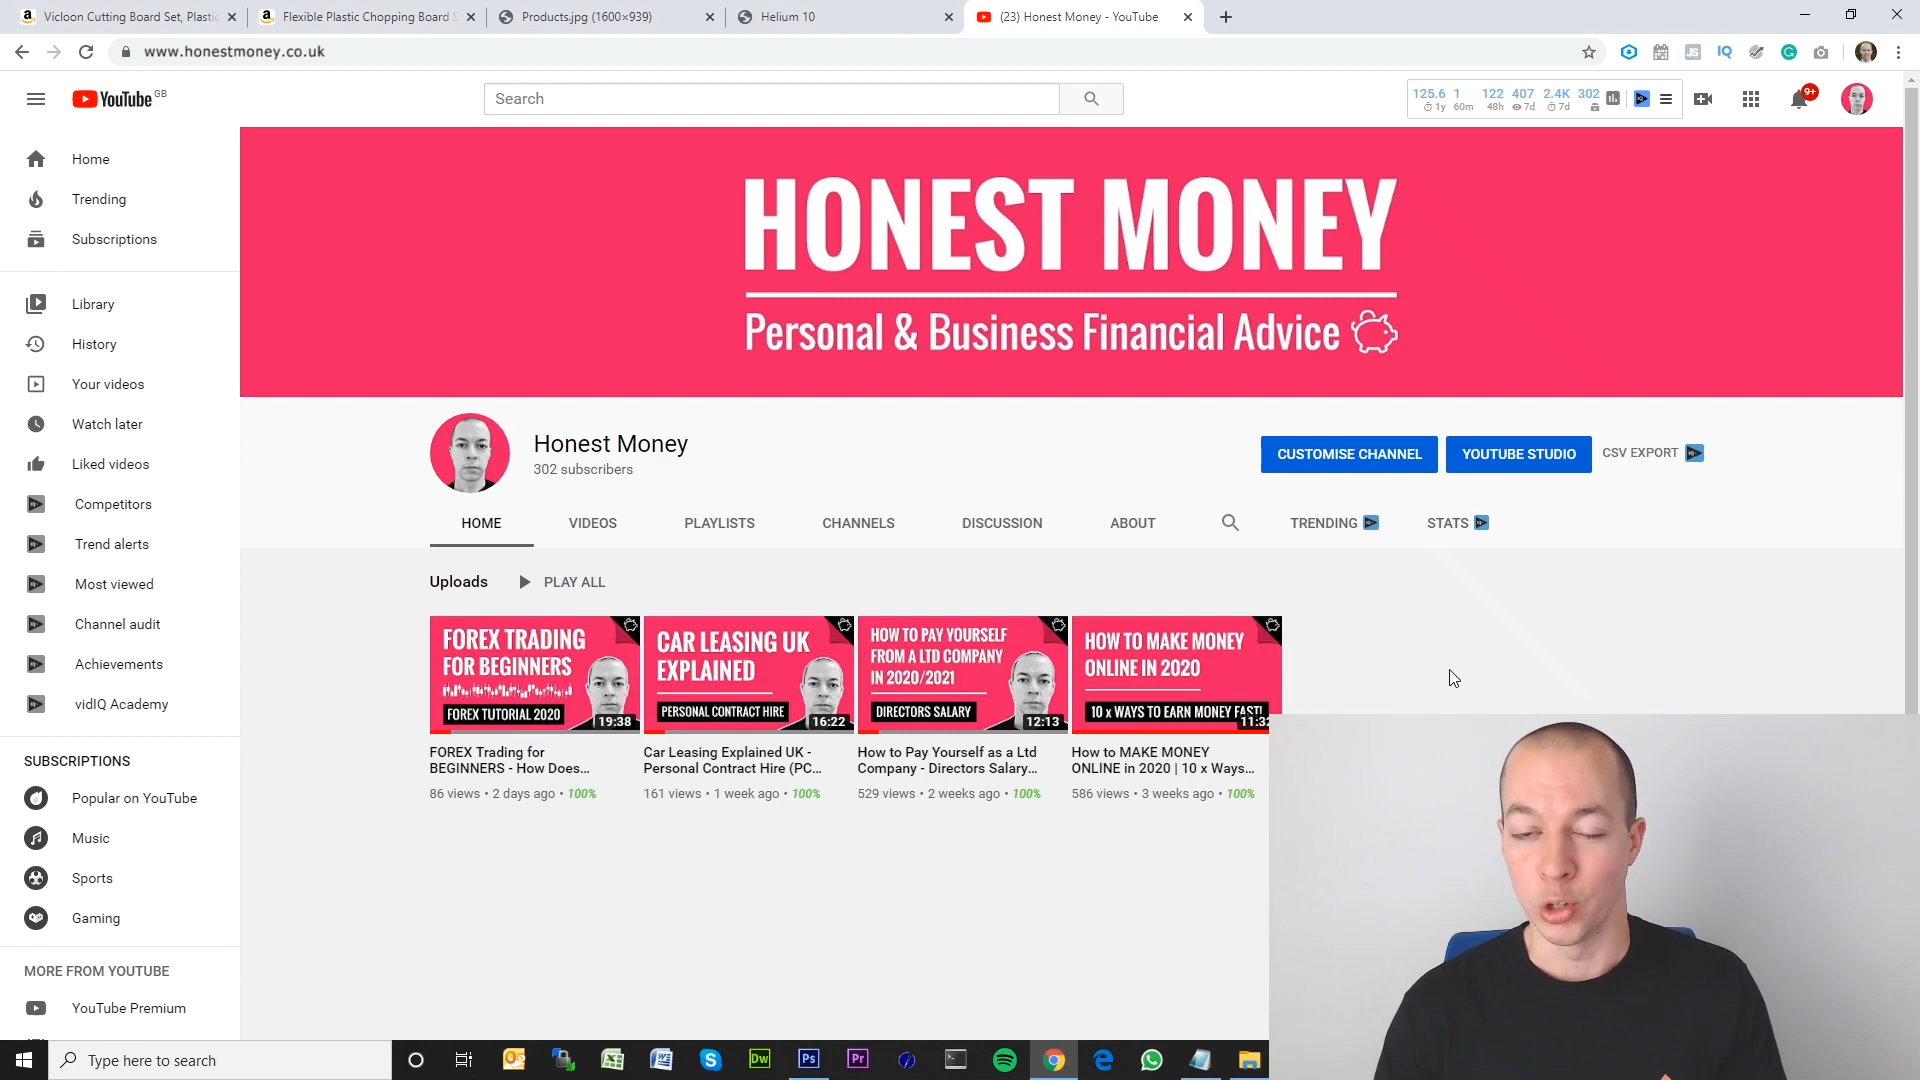 Vicloon Cutting Board Set, Plastic
Flexible Plastic Chopping Board S
Products.jpg (1600×939)
Helium 10
(23) Honest Money - YouTube
www.honestmoney.co.uk
YouTube GB
Search
125.6 1 122 407 2.4K 302
1y 60m 48h 7d 7d
9+
Home
Trending
Subscriptions
Library
History
Your videos
Watch later
Liked videos
Competitors
Trend alerts
Most viewed
Channel audit
Achievements
vidIQ Academy
SUBSCRIPTIONS
Popular on YouTube
Music
Sports
Gaming
MORE FROM YOUTUBE
YouTube Premium
HONEST MONEY
Personal & Business Financial Advice
Honest Money
302 subscribers
CUSTOMISE CHANNEL
YOUTUBE STUDIO
CSV EXPORT
HOME
VIDEOS
PLAYLISTS
CHANNELS
DISCUSSION
ABOUT
TRENDING
STATS
Uploads
PLAY ALL
FOREX TRADING
FOR BEGINNERS
FOREX TUTORIAL 2020
19:38
FOREX Trading for
BEGINNERS - How Does...
86 views • 2 days ago • 100%
CAR LEASING UK
EXPLAINED
PERSONAL CONTRACT HIRE
16:22
Car Leasing Explained UK -
Personal Contract Hire (PC...
161 views • 1 week ago • 100%
HOW TO PAY YOURSELF
FROM A LTD COMPANY
IN 2020/2021
DIRECTORS SALARY
12:13
How to Pay Yourself as a Ltd
Company - Directors Salary...
529 views • 2 weeks ago • 100%
HOW TO MAKE MONEY
ONLINE IN 2020
10 x WAYS TO EARN MONEY FAST!
11:32
How to MAKE MONEY
ONLINE in 2020 | 10 x Ways...
586 views • 3 weeks ago • 100%
Type here to search